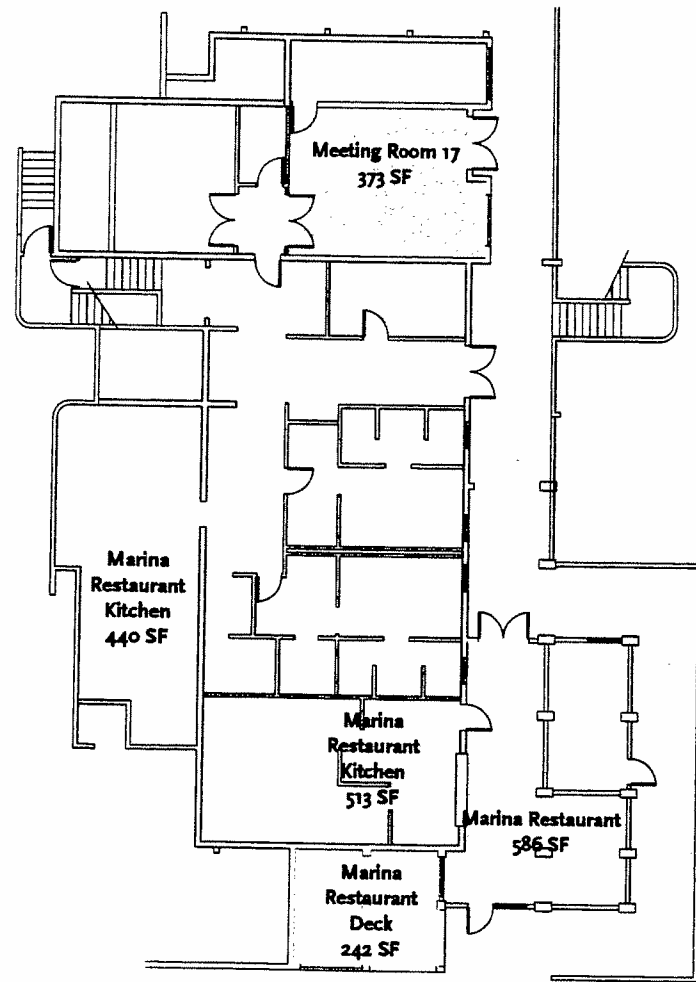 Meeting Room 17
373 SF
Marina
Restaurant
Kitchen
440 SF
Marina
Restaurant
Kitchen
513 SF
Marina Restaurant
586 SF
Marina
Restaurant
Deck
242 SF